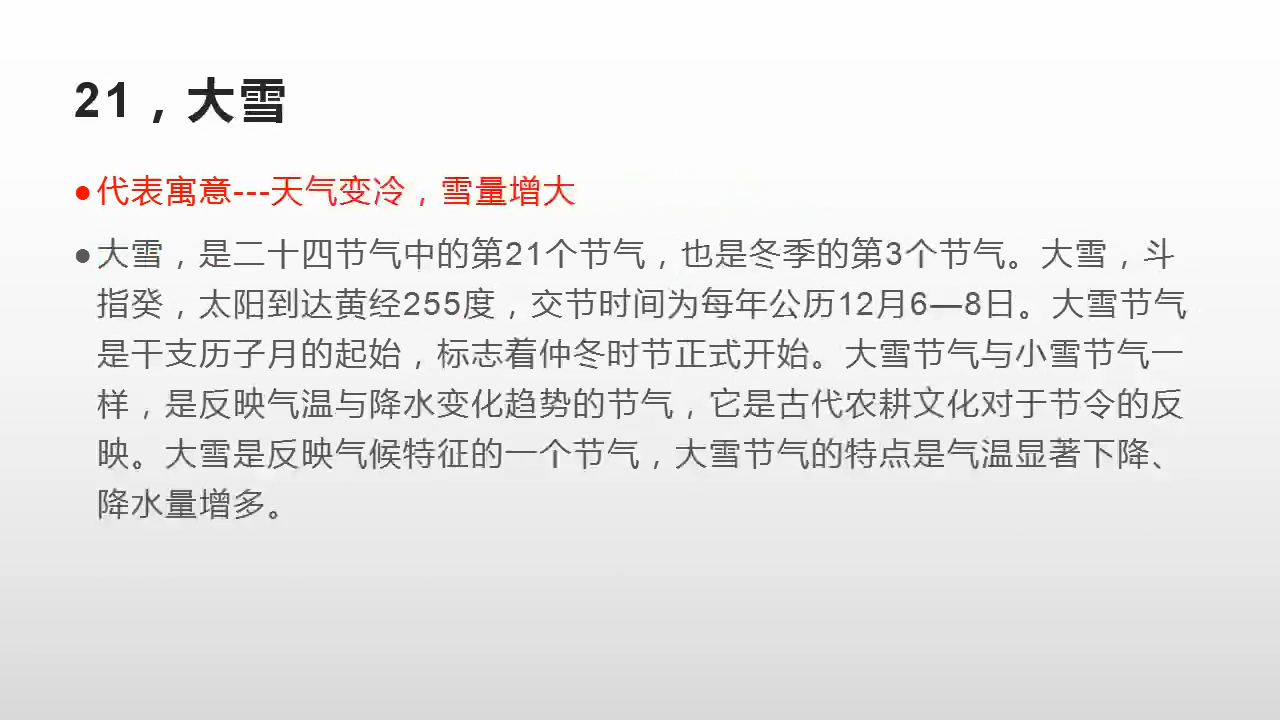 21，大雪
●代表寓意---天气变冷，雪量增大
●大雪，是二十四节气中的第21个节气，也是冬季的第3个节气。大雪，斗
指癸，太阳到达黄经255度，交节时间为每年公历12月6—8日。大雪节气
是干支历子月的起始，标志着仲冬时节正式开始。大雪节气与小雪节气一
样，是反映气温与降水变化趋势的节气，它是古代农耕文化对于节令的反
映。大雪是反映气候特征的一个节气，大雪节气的特点是气温显著下降、
降水量增多。